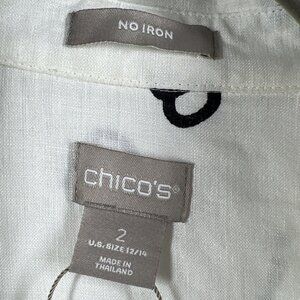 NO IRON
chico's®
2
U.S. SIZE 12/14
MADE IN
THAILAND